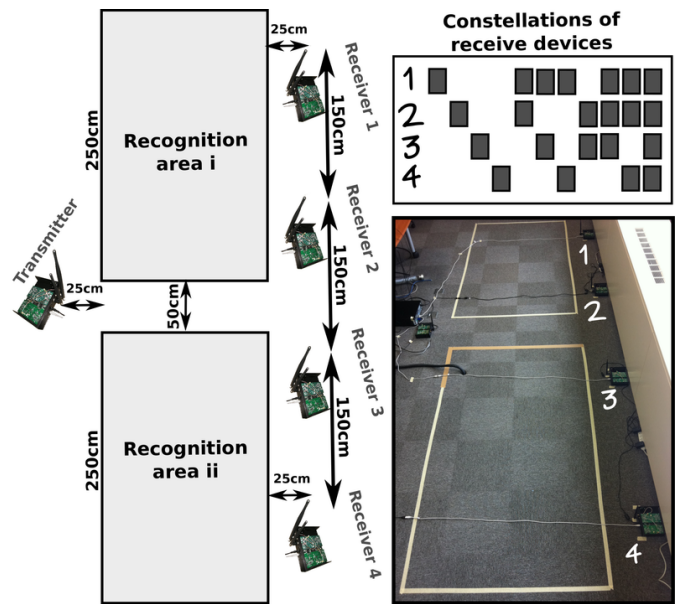 25cm
Receiver 1
150cm
250cm
Recognition
area i
Receiver 2
Transmitter
25cm
50cm
150cm
Receiver 3
250cm
Recognition
area ii
150cm
25cm
Receiver 4
Constellations of
receive devices
1
2
3
4
1
2
3
4